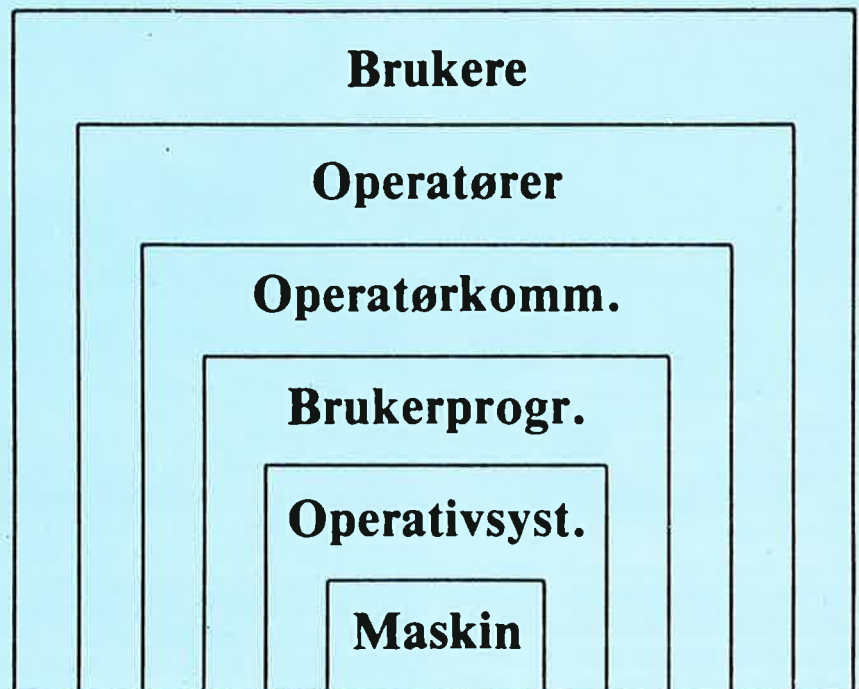 Brukere
Operatører
Operatørkomm.
Brukerprogr.
Operativsyst.
Maskin